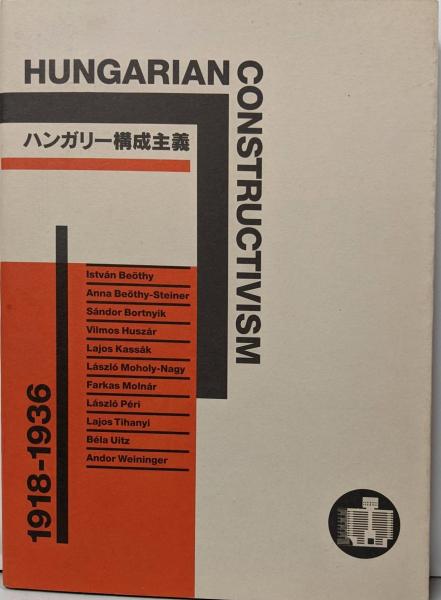 HUNGARIAN
CONSTRUCTIVISM
ハンガリー構成主義
István Beöthy
Anna Beöthy-Steiner
Sándor Bortnyik
Vilmos Huszár
Lajos Kassák
László Moholy-Nagy
Farkas Molnár
László Péri
Lajos Tihanyi
Béla Uitz
Andor Weininger
1918-1936